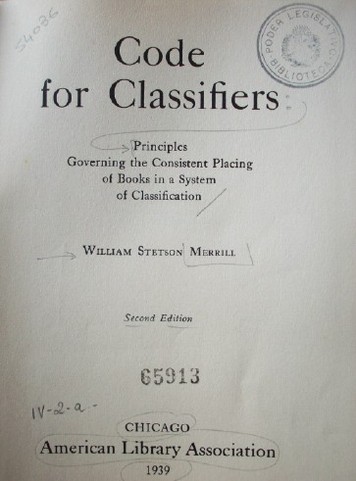 54086
PODER LEGISLATIVO
BIBLIOTECA
Code
for Classifiers:
Principles
Governing the Consistent Placing
of Books in a System
of Classification
WILLIAM STETSON MERRILL
Second Edition
65913
IV-2-a-
CHICAGO
American Library Association
1939